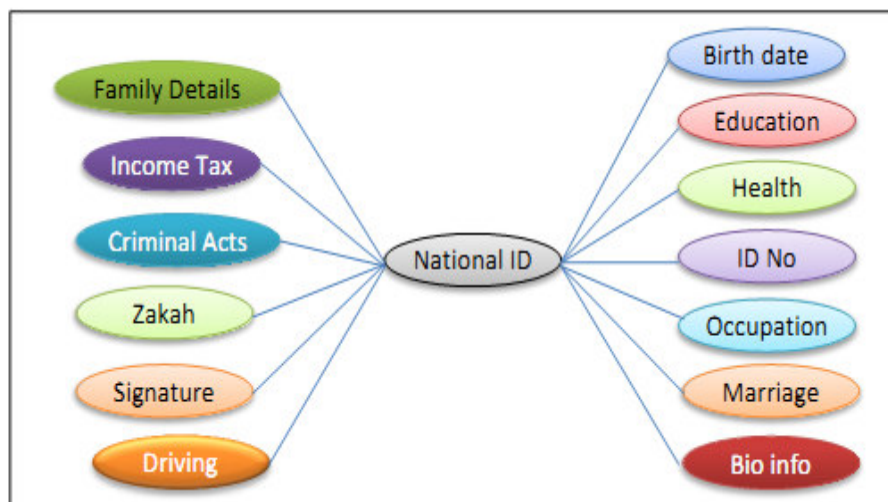 Family Details
Income Tax
Criminal Acts
Zakah
Signature
Driving
National ID
Birth date
Education
Health
ID No
Occupation
Marriage
Bio info